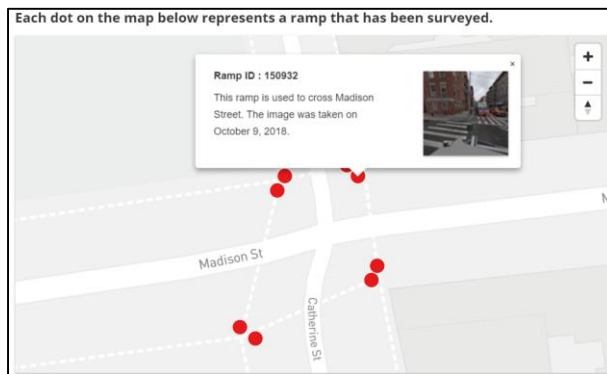 Each dot on the map below represents a ramp that has been surveyed.
Ramp ID : 150932
×
This ramp is used to cross Madison
Street. The image was taken on
October 9, 2018.
+
−
Madison St
M
Catherine St